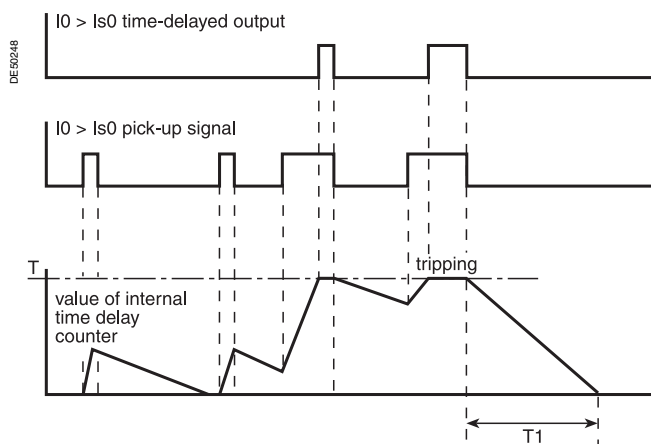 I0 > Is0 time-delayed output
DE50248
I0 > Is0 pick-up signal
T
tripping
value of internal
time delay
counter
T1